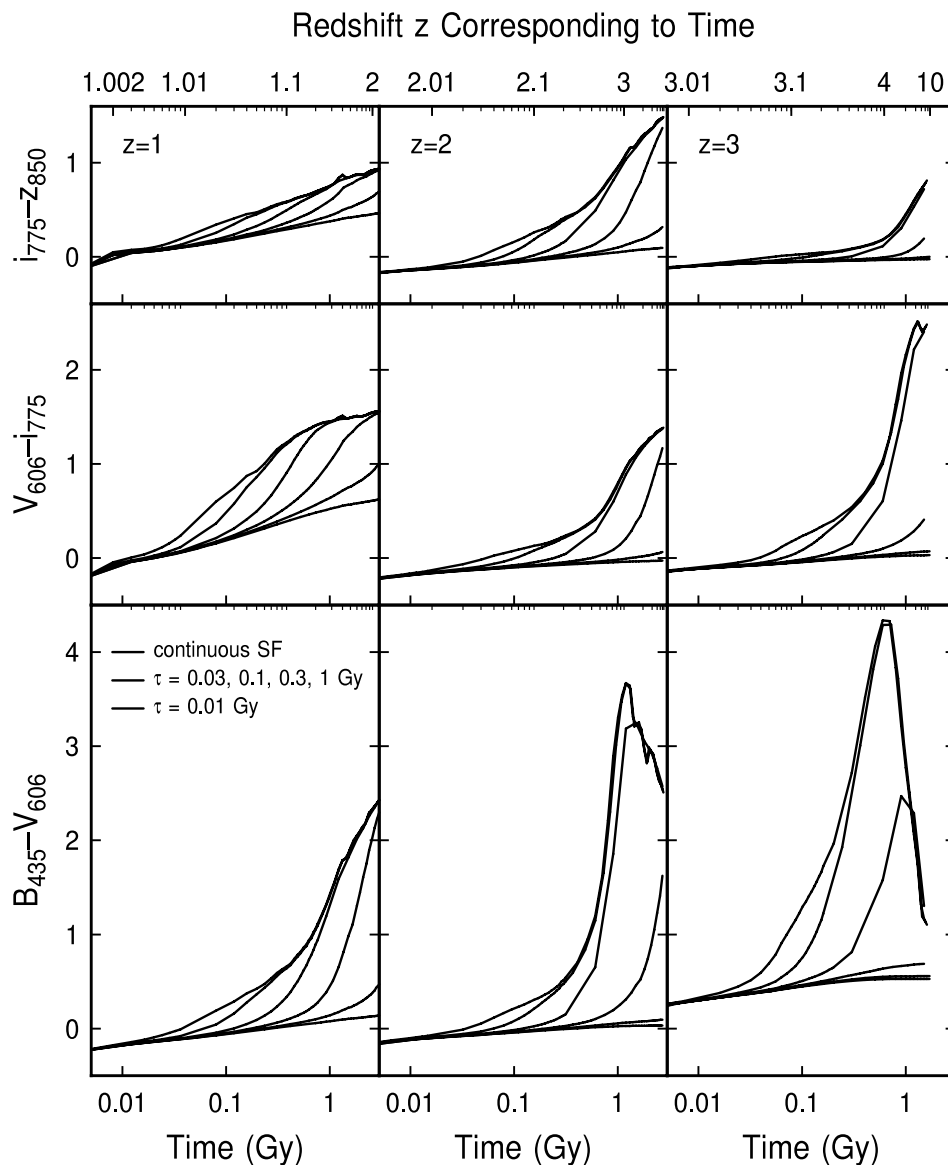 Redshift z Corresponding to Time
1.002 1.01 1.1 2 2.01 2.1 3 3.01 3.1 4 10
z=1 z=2 z=3
i775–z850
1
0
V606–i775
2
1
0
B435–V606
4
3
2
1
0
continuous SF
τ = 0.03, 0.1, 0.3, 1 Gy
τ = 0.01 Gy
0.01 0.1 1 0.01 0.1 1 0.01 0.1 1
Time (Gy) Time (Gy) Time (Gy)